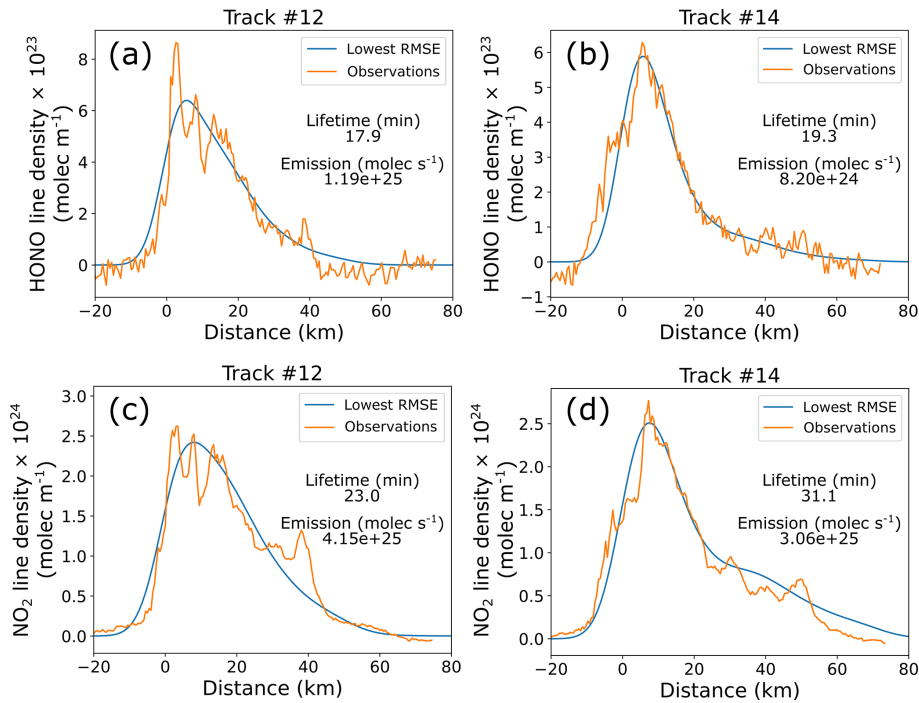 Track #12
(a)
Lowest RMSE
Observations
Lifetime (min)
17.9
Emission (molec s⁻¹)
1.19e+25
HONO line density × 10²³
(molec m⁻¹)
8
6
4
2
0
−20 0 20 40 60 80
Distance (km)
Track #14
(b)
Lowest RMSE
Observations
Lifetime (min)
19.3
Emission (molec s⁻¹)
8.20e+24
HONO line density × 10²³
(molec m⁻¹)
6
5
4
3
2
1
0
−1
−20 0 20 40 60 80
Distance (km)
Track #12
(c)
Lowest RMSE
Observations
Lifetime (min)
23.0
Emission (molec s⁻¹)
4.15e+25
NO₂ line density × 10²⁴
(molec m⁻¹)
3.0
2.5
2.0
1.5
1.0
0.5
0.0
−20 0 20 40 60 80
Distance (km)
Track #14
(d)
Lowest RMSE
Observations
Lifetime (min)
31.1
Emission (molec s⁻¹)
3.06e+25
NO₂ line density × 10²⁴
(molec m⁻¹)
2.5
2.0
1.5
1.0
0.5
0.0
−20 0 20 40 60 80
Distance (km)